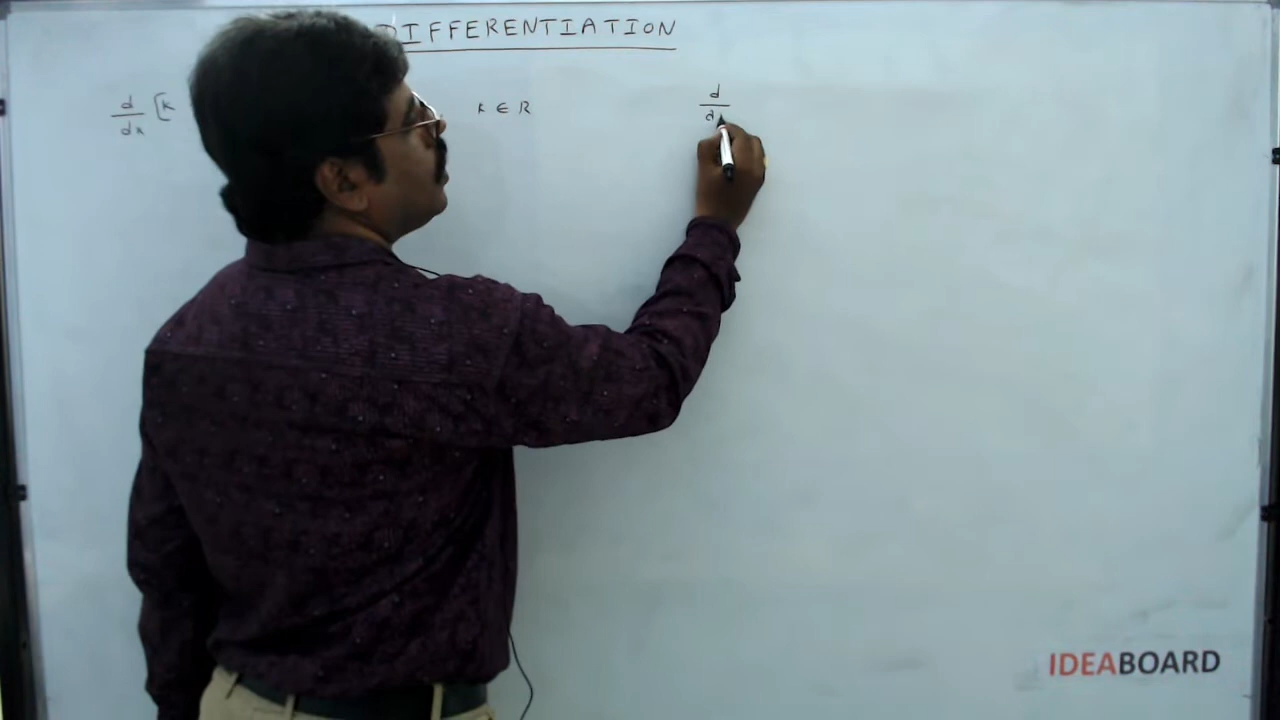 DIFFERENTIATION
d/dx [k k ∈ R d/d
IDEABOARD